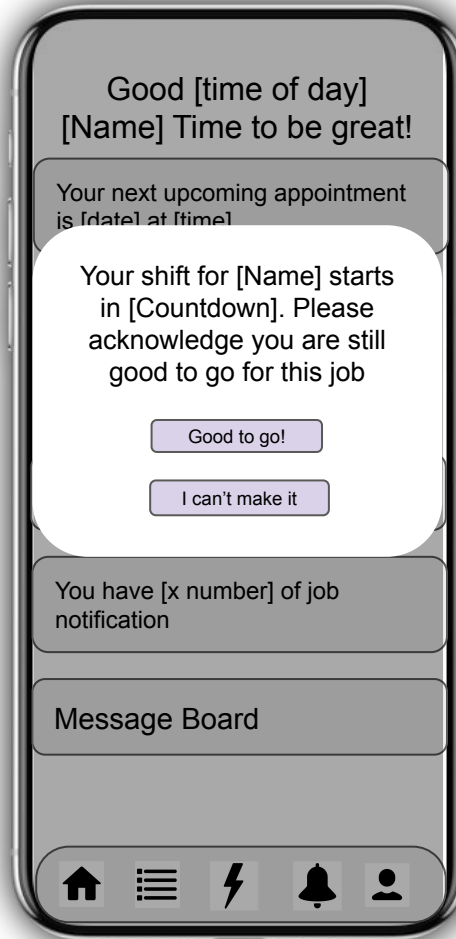 Good [time of day]
[Name] Time to be great!
Your next upcoming appointment
is [date] at [time]
Your shift for [Name] starts
in [Countdown]. Please
acknowledge you are still
good to go for this job
Good to go!
I can’t make it
You have [x number] of job
notification
Message Board